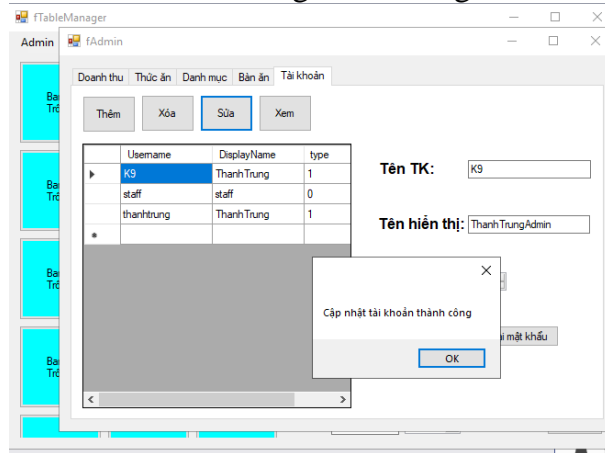 fTableManager
Admin
fAdmin
Doanh thu Thức ăn Danh mục Bàn ăn Tài khoản
Thêm Xóa Sửa Xem
Username DisplayName type
K9 ThanhTrung 1
staff staff 0
thanhtrung ThanhTrung 1
Tên TK: K9
Tên hiển thị: ThanhTrungAdmin
Cập nhật tài khoản thành công
OK
mật khẩu